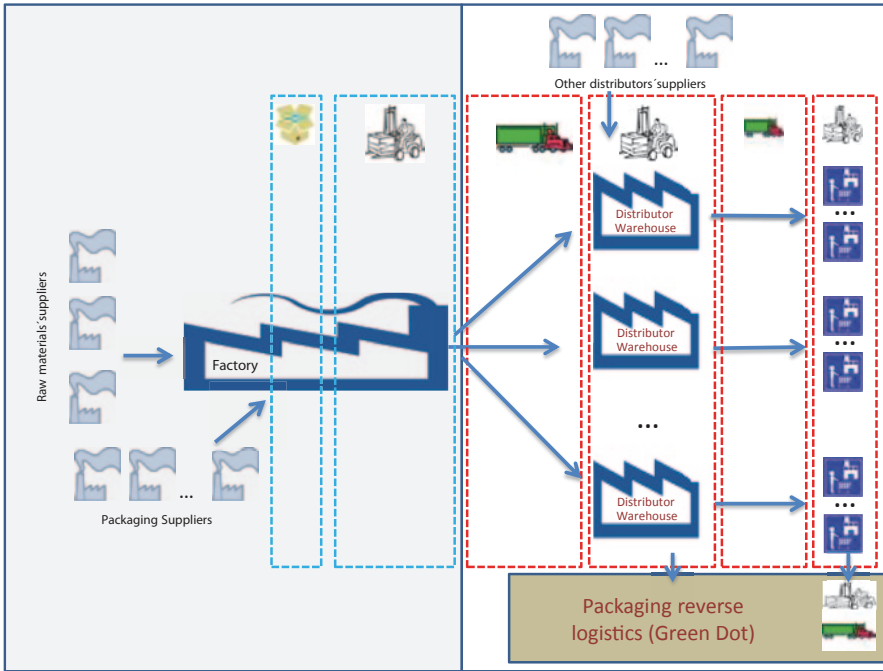 ...
Other distributors´suppliers
Distributor
Warehouse
...
...
Raw materials´suppliers
Factory
Distributor
Warehouse
...
...
...
Packaging Suppliers
Distributor
Warehouse
...
Packaging reverse
logistics (Green Dot)